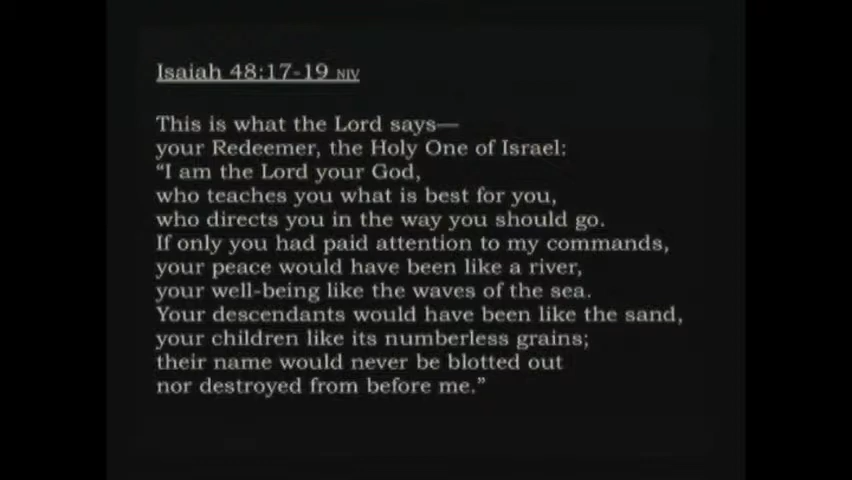 Isaiah 48:17-19 NIV
This is what the Lord says—
your Redeemer, the Holy One of Israel:
“I am the Lord your God,
who teaches you what is best for you,
who directs you in the way you should go.
If only you had paid attention to my commands,
your peace would have been like a river,
your well-being like the waves of the sea.
Your descendants would have been like the sand,
your children like its numberless grains;
their name would never be blotted out
nor destroyed from before me.”